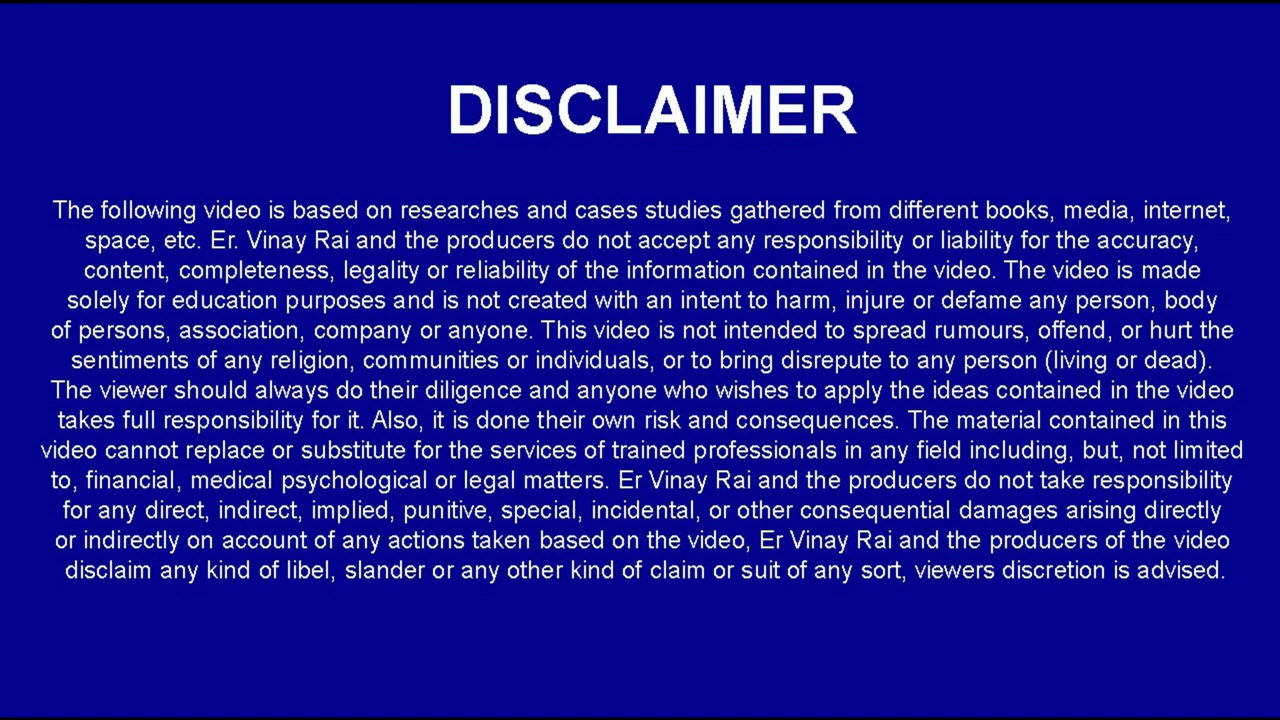 DISCLAIMER
The following video is based on researches and cases studies gathered from different books, media, internet,
space, etc. Er. Vinay Rai and the producers do not accept any responsibility or liability for the accuracy,
content, completeness, legality or reliability of the information contained in the video. The video is made
solely for education purposes and is not created with an intent to harm, injure or defame any person, body
of persons, association, company or anyone. This video is not intended to spread rumours, offend, or hurt the
sentiments of any religion, communities or individuals, or to bring disrepute to any person (living or dead).
The viewer should always do their diligence and anyone who wishes to apply the ideas contained in the video
takes full responsibility for it. Also, it is done their own risk and consequences. The material contained in this
video cannot replace or substitute for the services of trained professionals in any field including, but, not limited
to, financial, medical psychological or legal matters. Er Vinay Rai and the producers do not take responsibility
for any direct, indirect, implied, punitive, special, incidental, or other consequential damages arising directly
or indirectly on account of any actions taken based on the video, Er Vinay Rai and the producers of the video
disclaim any kind of libel, slander or any other kind of claim or suit of any sort, viewers discretion is advised.